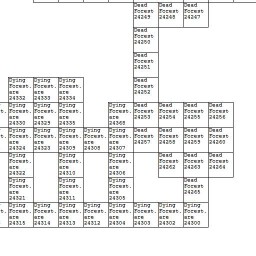 Dead Dead Dead
Forest Forest Forest
24249 24248 24247
Dead
Forest
24250
Dead
Forest
24251
Dying Dying Dying Dead
Forest. Forest. Forest. Forest
are are are 24252
24332 24333 24334
Dying Dying Dying Dying Dead Dead Dead Dead
Forest. Forest. Forest. Forest. Forest Forest Forest Forest
are are are are 24253 24254 24255 24256
24330 24329 24335
Dying Dying Dying Dying Dying Dead Dead Dead Dead
Forest. Forest. Forest. Forest. Forest. Forest Forest Forest Forest
are are are are are 24257 24258 24259 24260
24324 24323 24309 24308 24307
Dying Dying Dying Dead Dead Dead
Forest. Forest. Forest. Forest Forest Forest
are are are 24262 24263 24264
24322 24310 24306
Dying Dying Dying Dead
Forest. Forest. Forest. Forest
are are are 24265
24321 24311 24305
Dying Dying Dying Dying Dying Dying Dying Dying
Forest. Forest. Forest. Forest. Forest. Forest. Forest. Forest.
are are are are are are are are
24315 24314 24313 24312 24304 24303 24302 24300